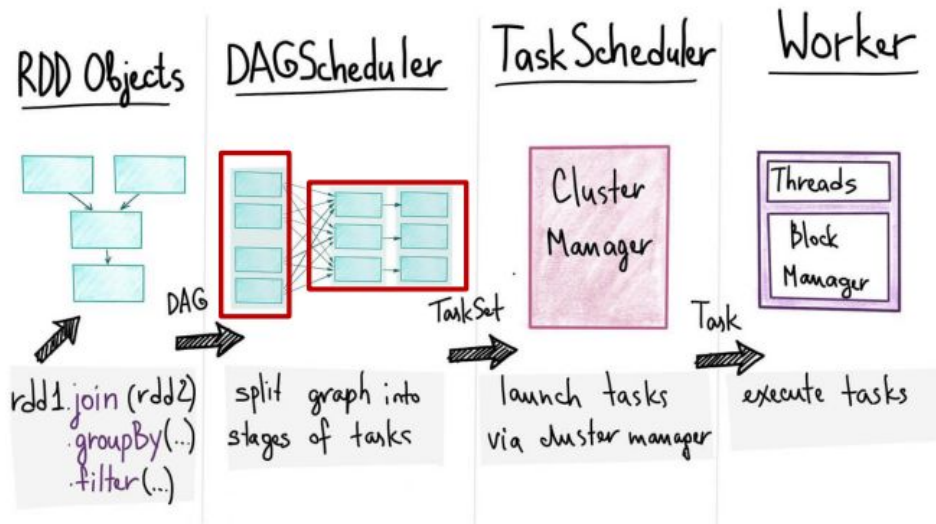 RDD Objects
DAGScheduler
TaskScheduler
Worker
Cluster
Manager
Threads
Block
Manager
DAG
TaskSet
Task
rdd1.join (rdd2)
.groupBy(...)
.filter(...)
split graph into
stages of tasks
launch tasks
via cluster manager
execute tasks